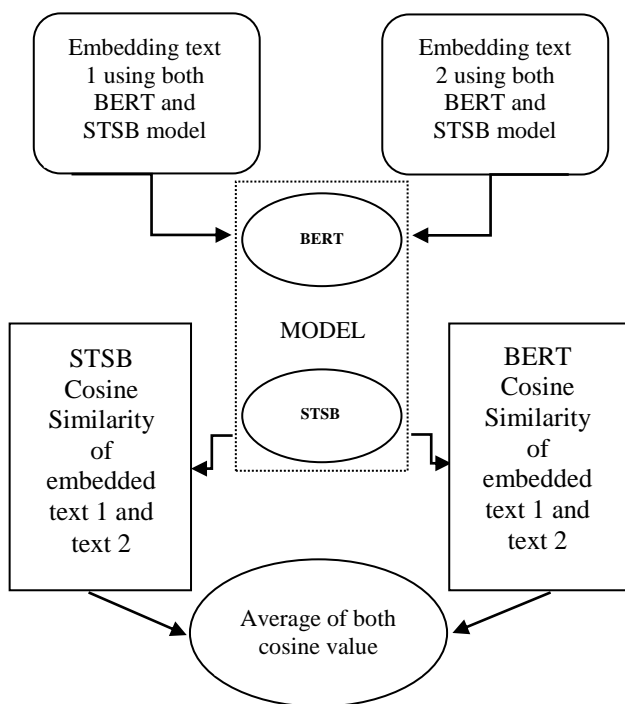 Embedding text
1 using both
BERT and
STSB model
Embedding text
2 using both
BERT and
STSB model
BERT
MODEL
STSB
STSB
Cosine
Similarity
of
embedded
text 1 and
text 2
BERT
Cosine
Similarity
of
embedded
text 1 and
text 2
Average of both
cosine value